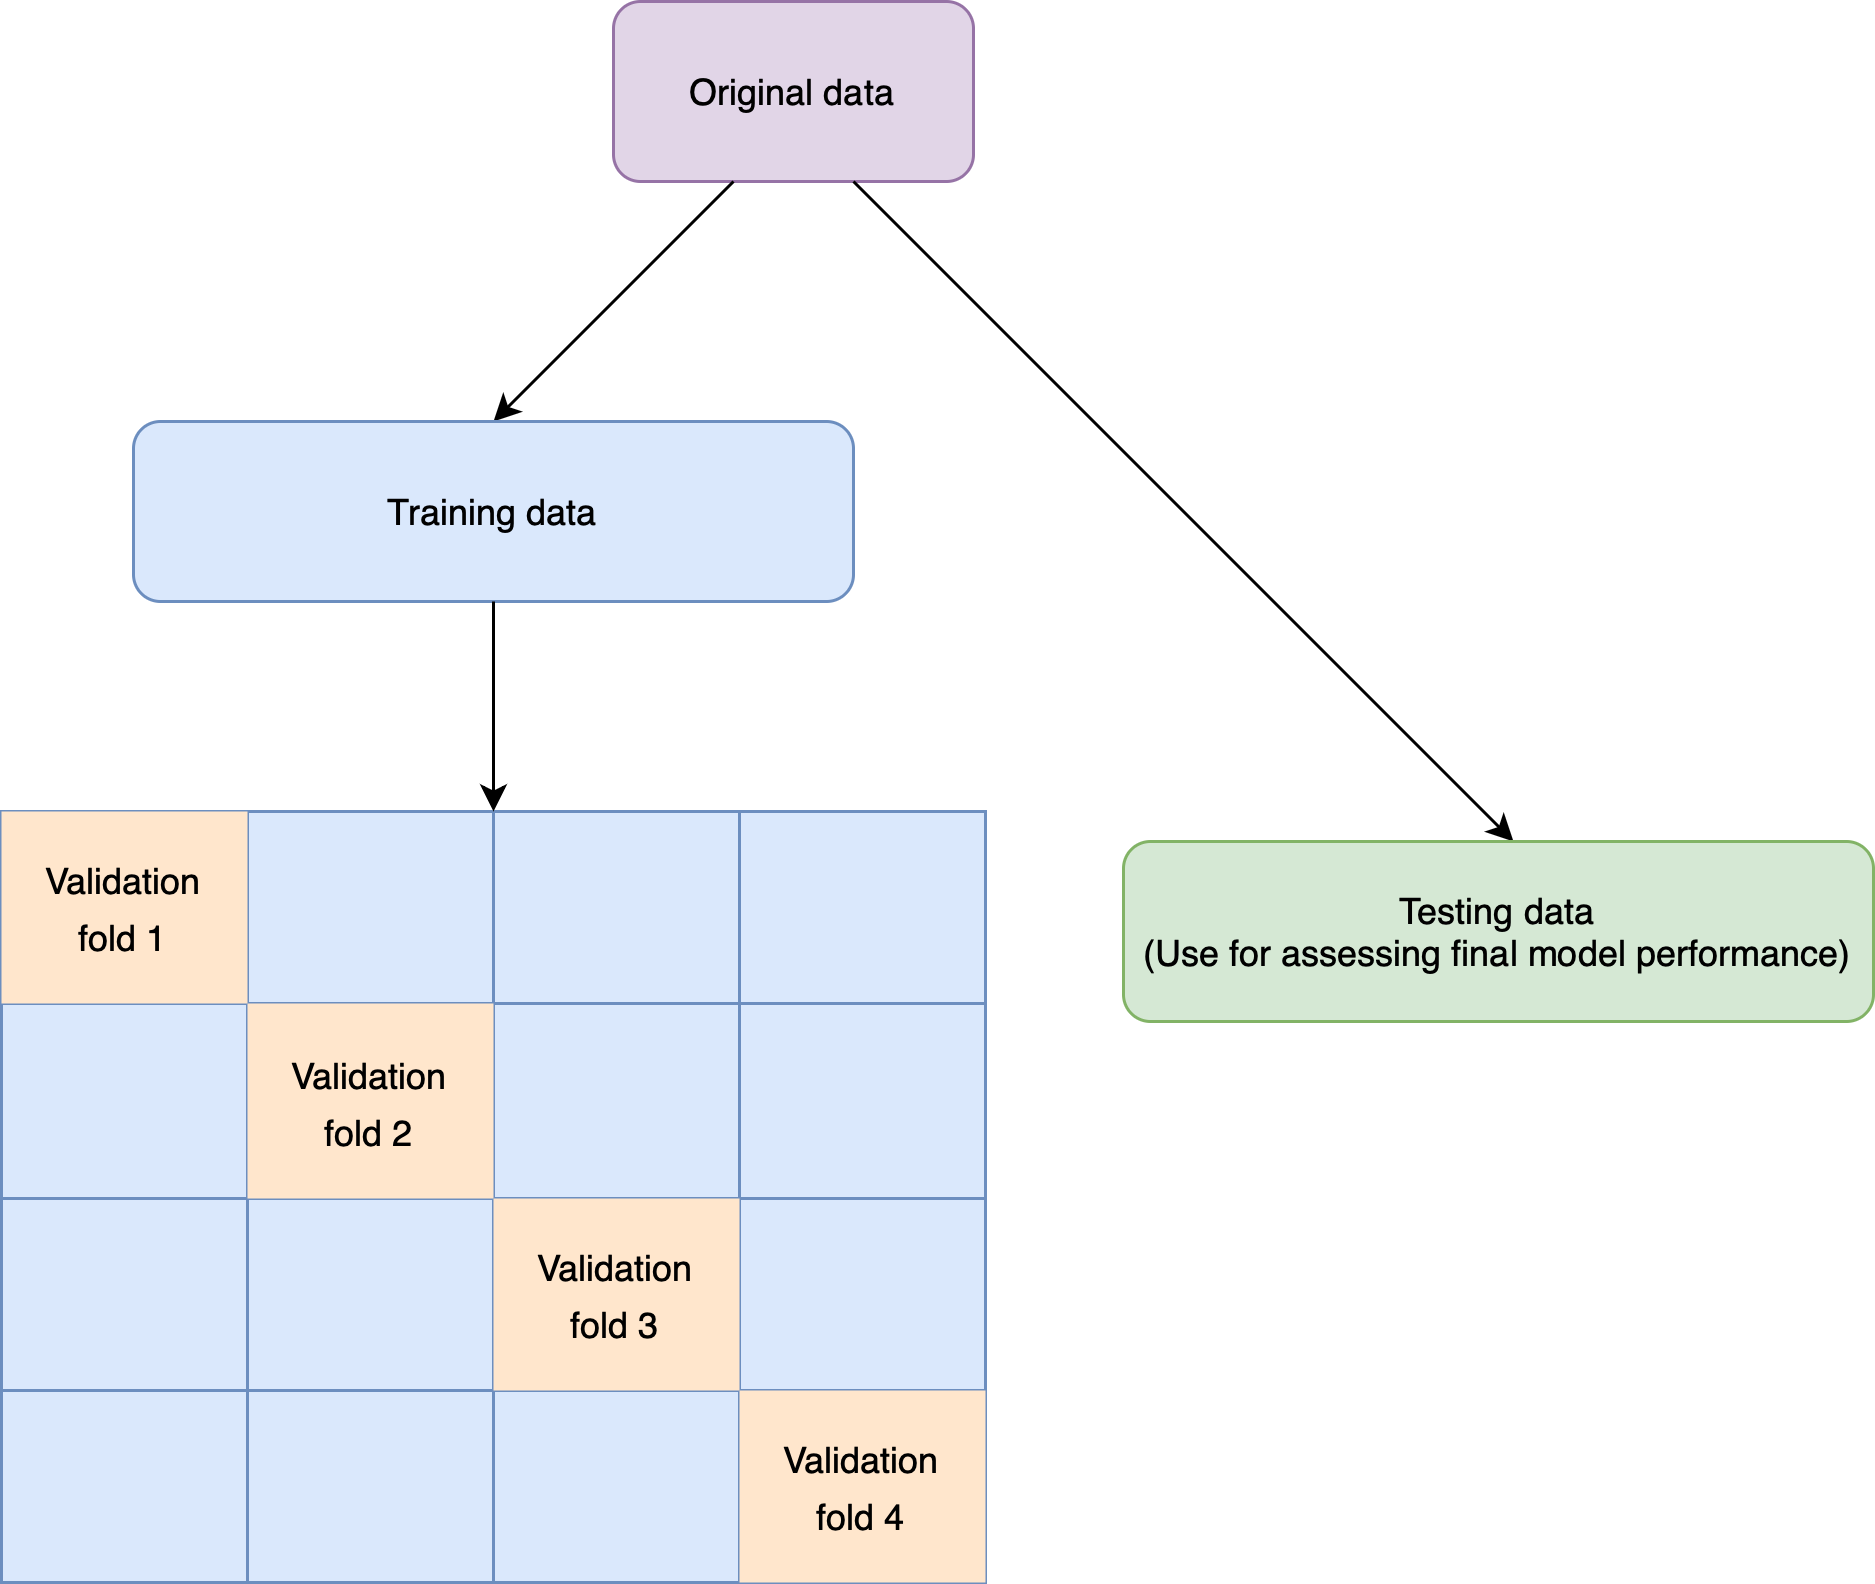 Original data
Training data
Validation
fold 1
Validation
fold 2
Validation
fold 3
Validation
fold 4
Testing data
(Use for assessing final model performance)